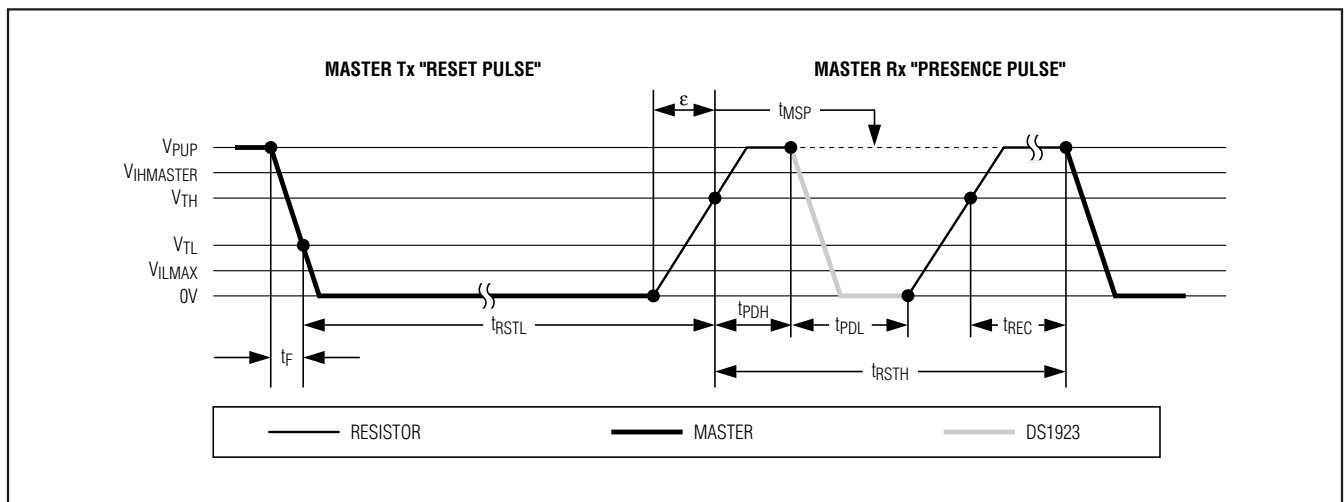 MASTER Tx "RESET PULSE"
MASTER Rx "PRESENCE PULSE"
ε
tMSP
VPUP
VIHMASTER
VTH
VTL
VILMAX
0V
tRSTL
tPDH
tPDL
tREC
tF
tRSTH
RESISTOR
MASTER
DS1923